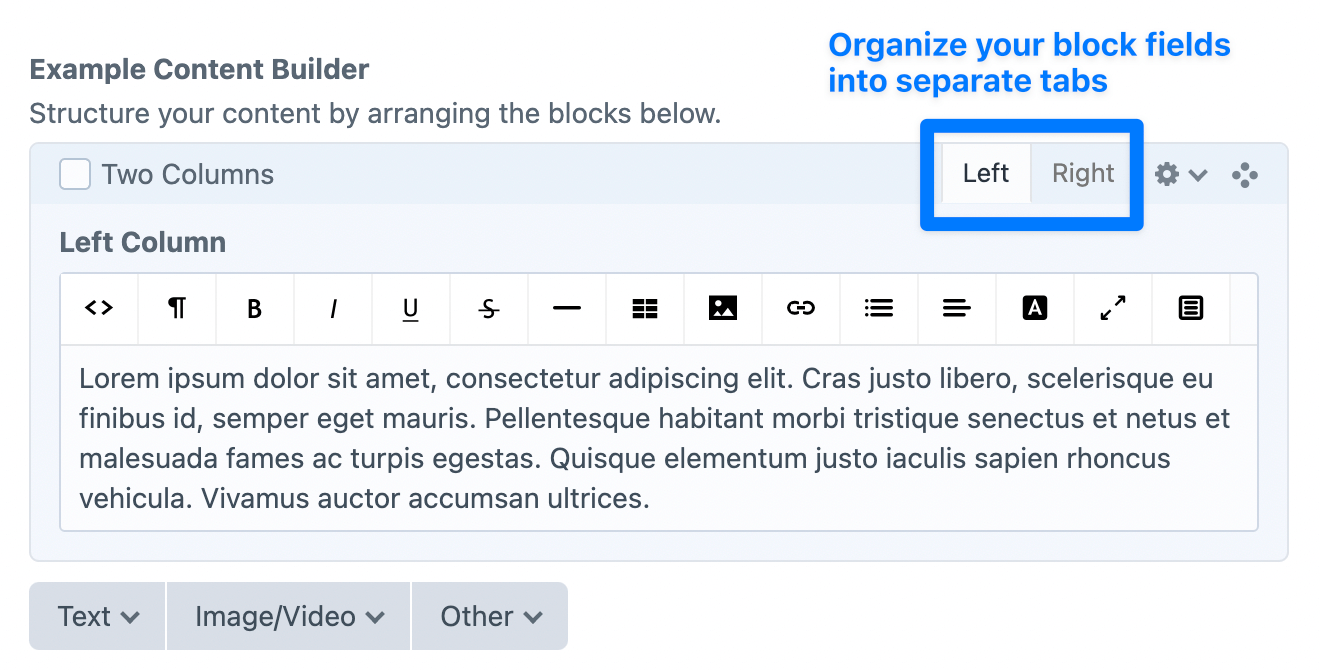 Organize your block fields
into separate tabs
Example Content Builder
Structure your content by arranging the blocks below.
Two Columns
Left Right
Left Column
B I U S A
Lorem ipsum dolor sit amet, consectetur adipiscing elit. Cras justo libero, scelerisque eu
finibus id, semper eget mauris. Pellentesque habitant morbi tristique senectus et netus et
malesuada fames ac turpis egestas. Quisque elementum justo iaculis sapien rhoncus
vehicula. Vivamus auctor accumsan ultrices.
Text Image/Video Other